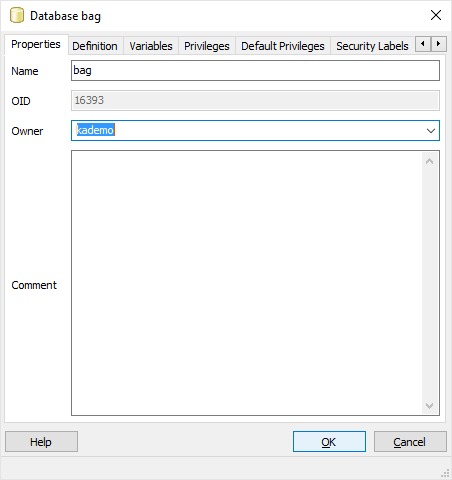 Database bag
Properties Definition Variables Privileges Default Privileges Security Labels
Name bag
OID 16393
Owner kademo
Comment
Help OK Cancel